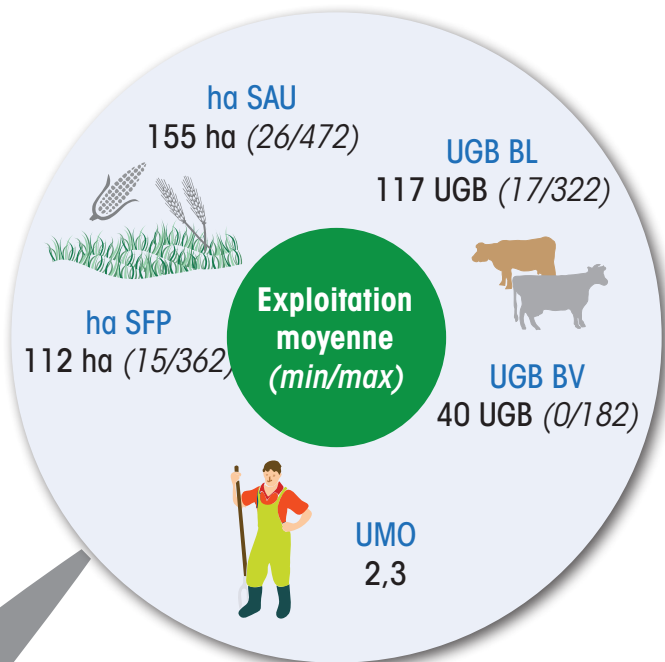 ha SAU
155 ha (26/472)
UGB BL
117 UGB (17/322)
ha SFP
112 ha (15/362)
Exploitation
moyenne
(min/max)
UGB BV
40 UGB (0/182)
UMO
2,3